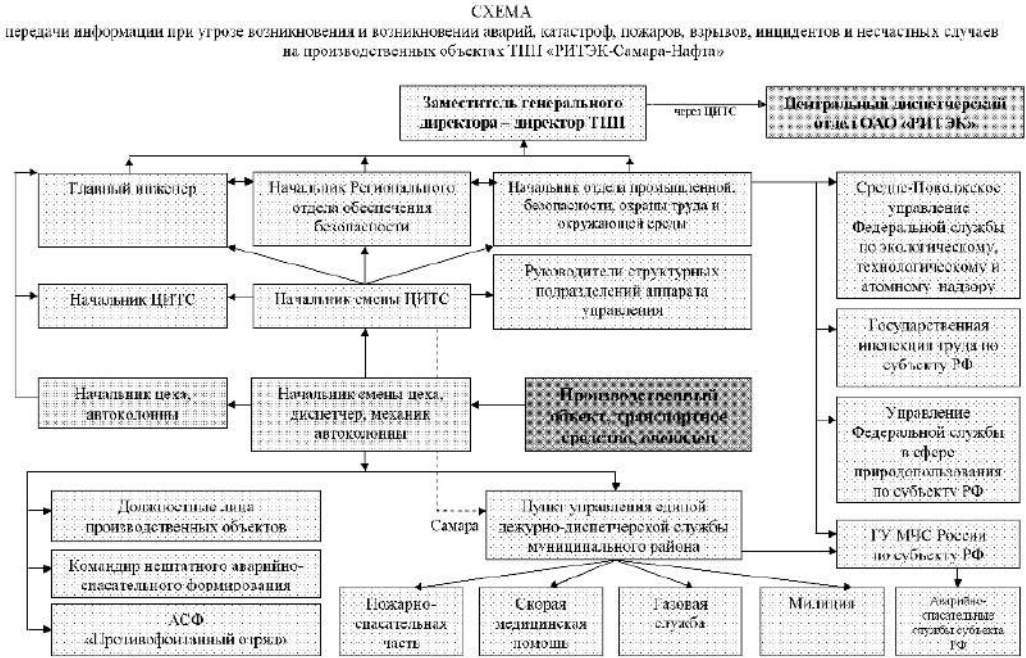 СХЕМА
передачи информации при угрозе возникновения и возникновении аварий, катастроф, пожаров, взрывов, инцидентов и несчастных случаев
на производственных объектах ТПП «РИТЭК-Самара-Нафта»
Заместитель генерального
директора – директор ТПП
через ЦИТС
Центральный диспетчерский
отдел ОАО «РИТЭК»
Главный инженер
Начальник Регионального
отдела обеспечения
безопасности
Начальник отдела промышленной
безопасности, охраны труда и
окружающей среды
Средне-Поволжское
управление
Федеральной службы
по экологическому,
технологическому и
атомному надзору
Начальник ЦИТС
Начальник смены ЦИТС
Руководители структурных
подразделений аппарата
управления
Государственная
инспекция труда по
субъекту РФ
Начальник цеха,
автоколонны
Начальник смены цеха,
диспетчер, механик
автоколонны
Производственный
объект, транспортное
средство, очевидец
Управление
Федеральной службы
в сфере
природопользования
по субъекту РФ
Должностные лица
производственных объектов
Самара
Пункт управления единой
дежурно-диспетчерской службы
муниципального района
ГУ МЧС России
по субъекту РФ
Командир нештатного аварийно-
спасательного формирования
АСФ
«Противофонтанный отряд»
Пожарно-
спасательная
часть
Скорая
медицинская
помощь
Газовая
служба
Милиция
Аварийно-
спасательные
службы субъекта
РФ